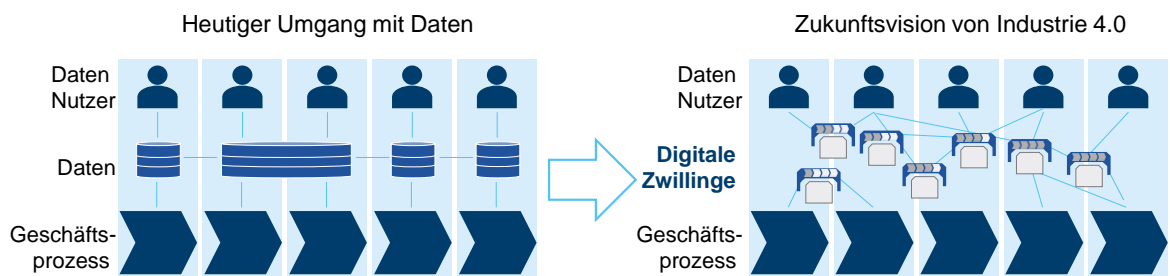 Heutiger Umgang mit Daten
Zukunftsvision von Industrie 4.0
Daten
Nutzer
Daten
Geschäfts-
prozess
Daten
Nutzer
Digitale
Zwillinge
Geschäfts-
prozess